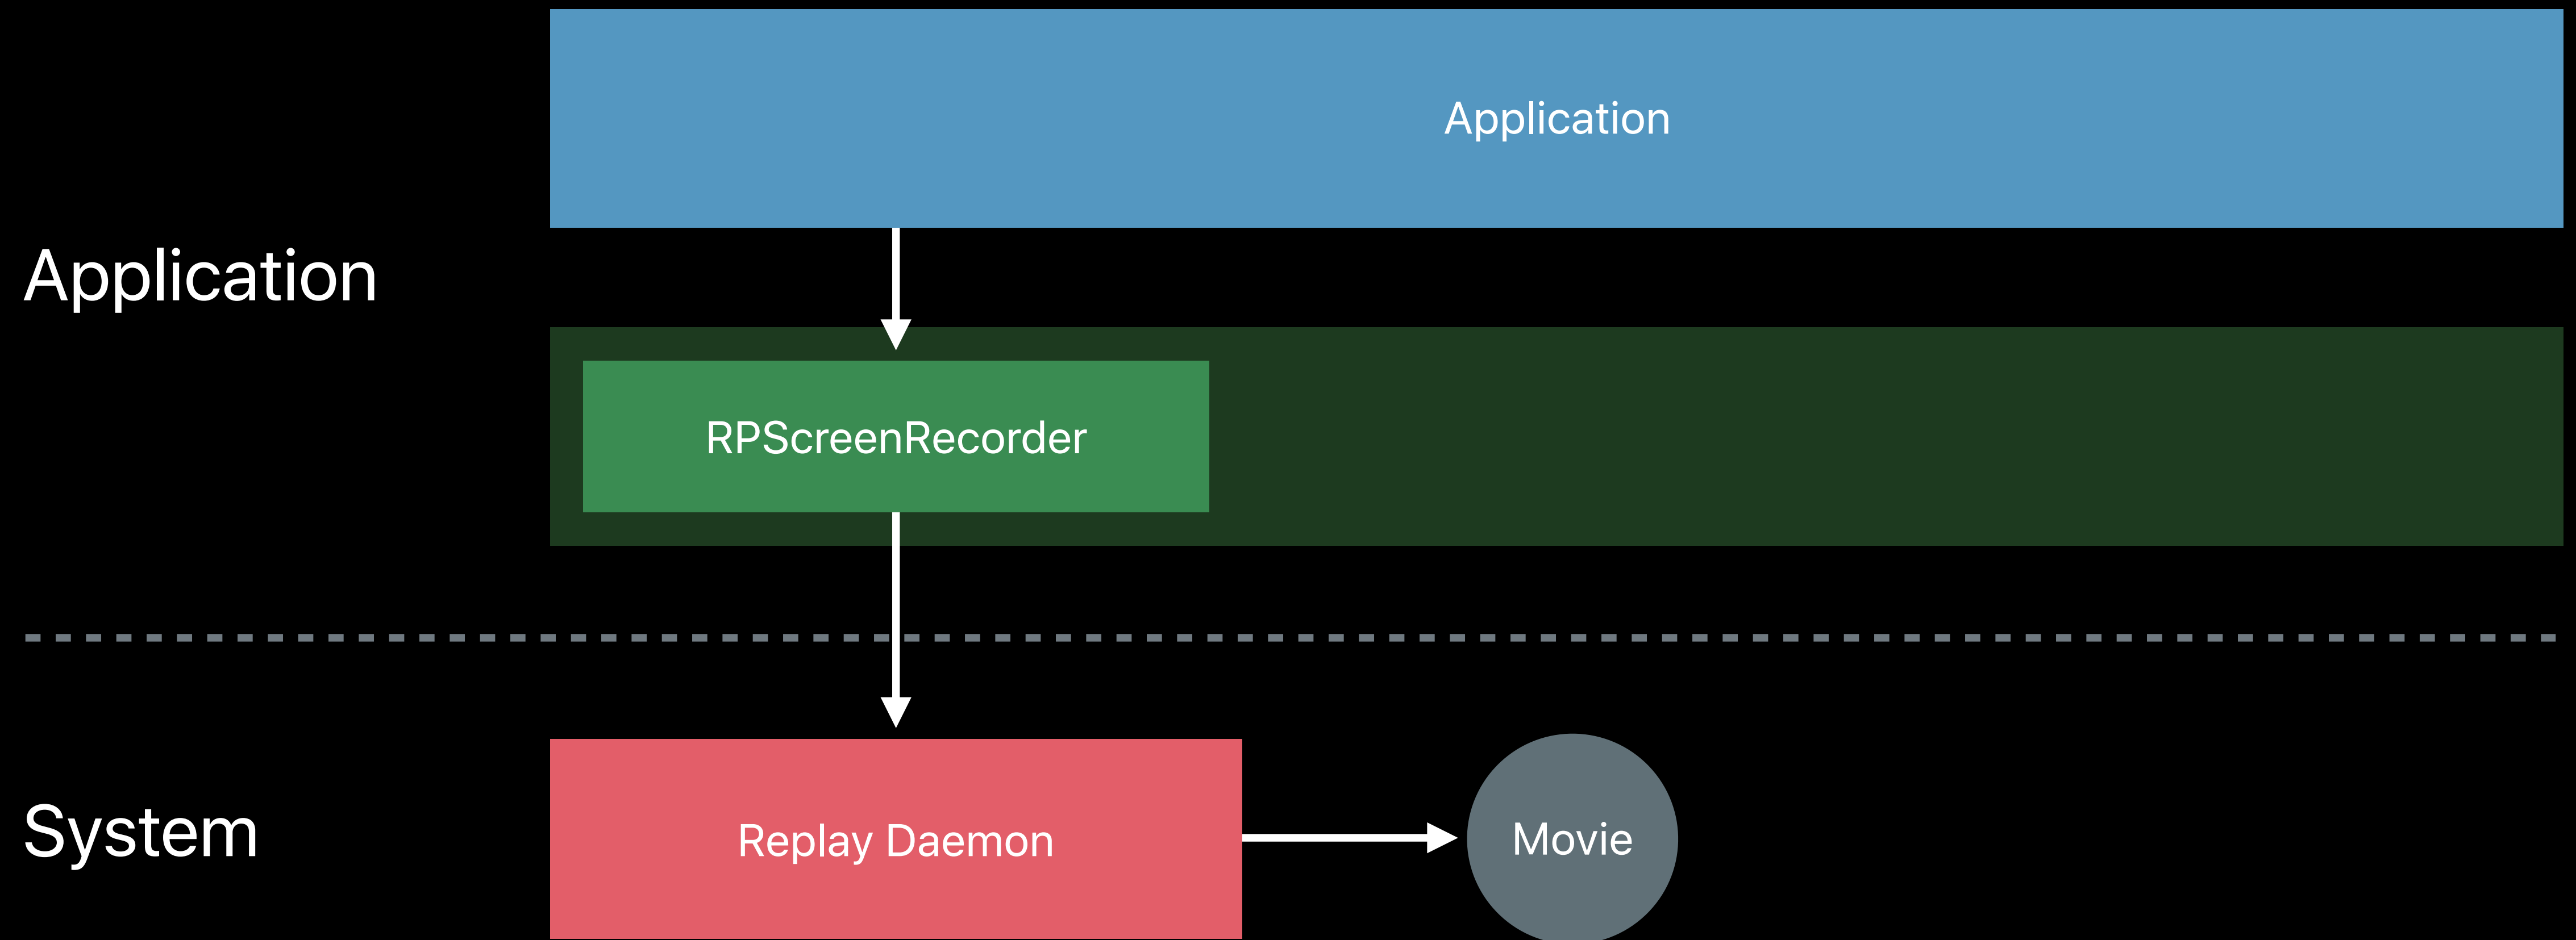 Application
Application
RPScreenRecorder
System
Replay Daemon
Movie